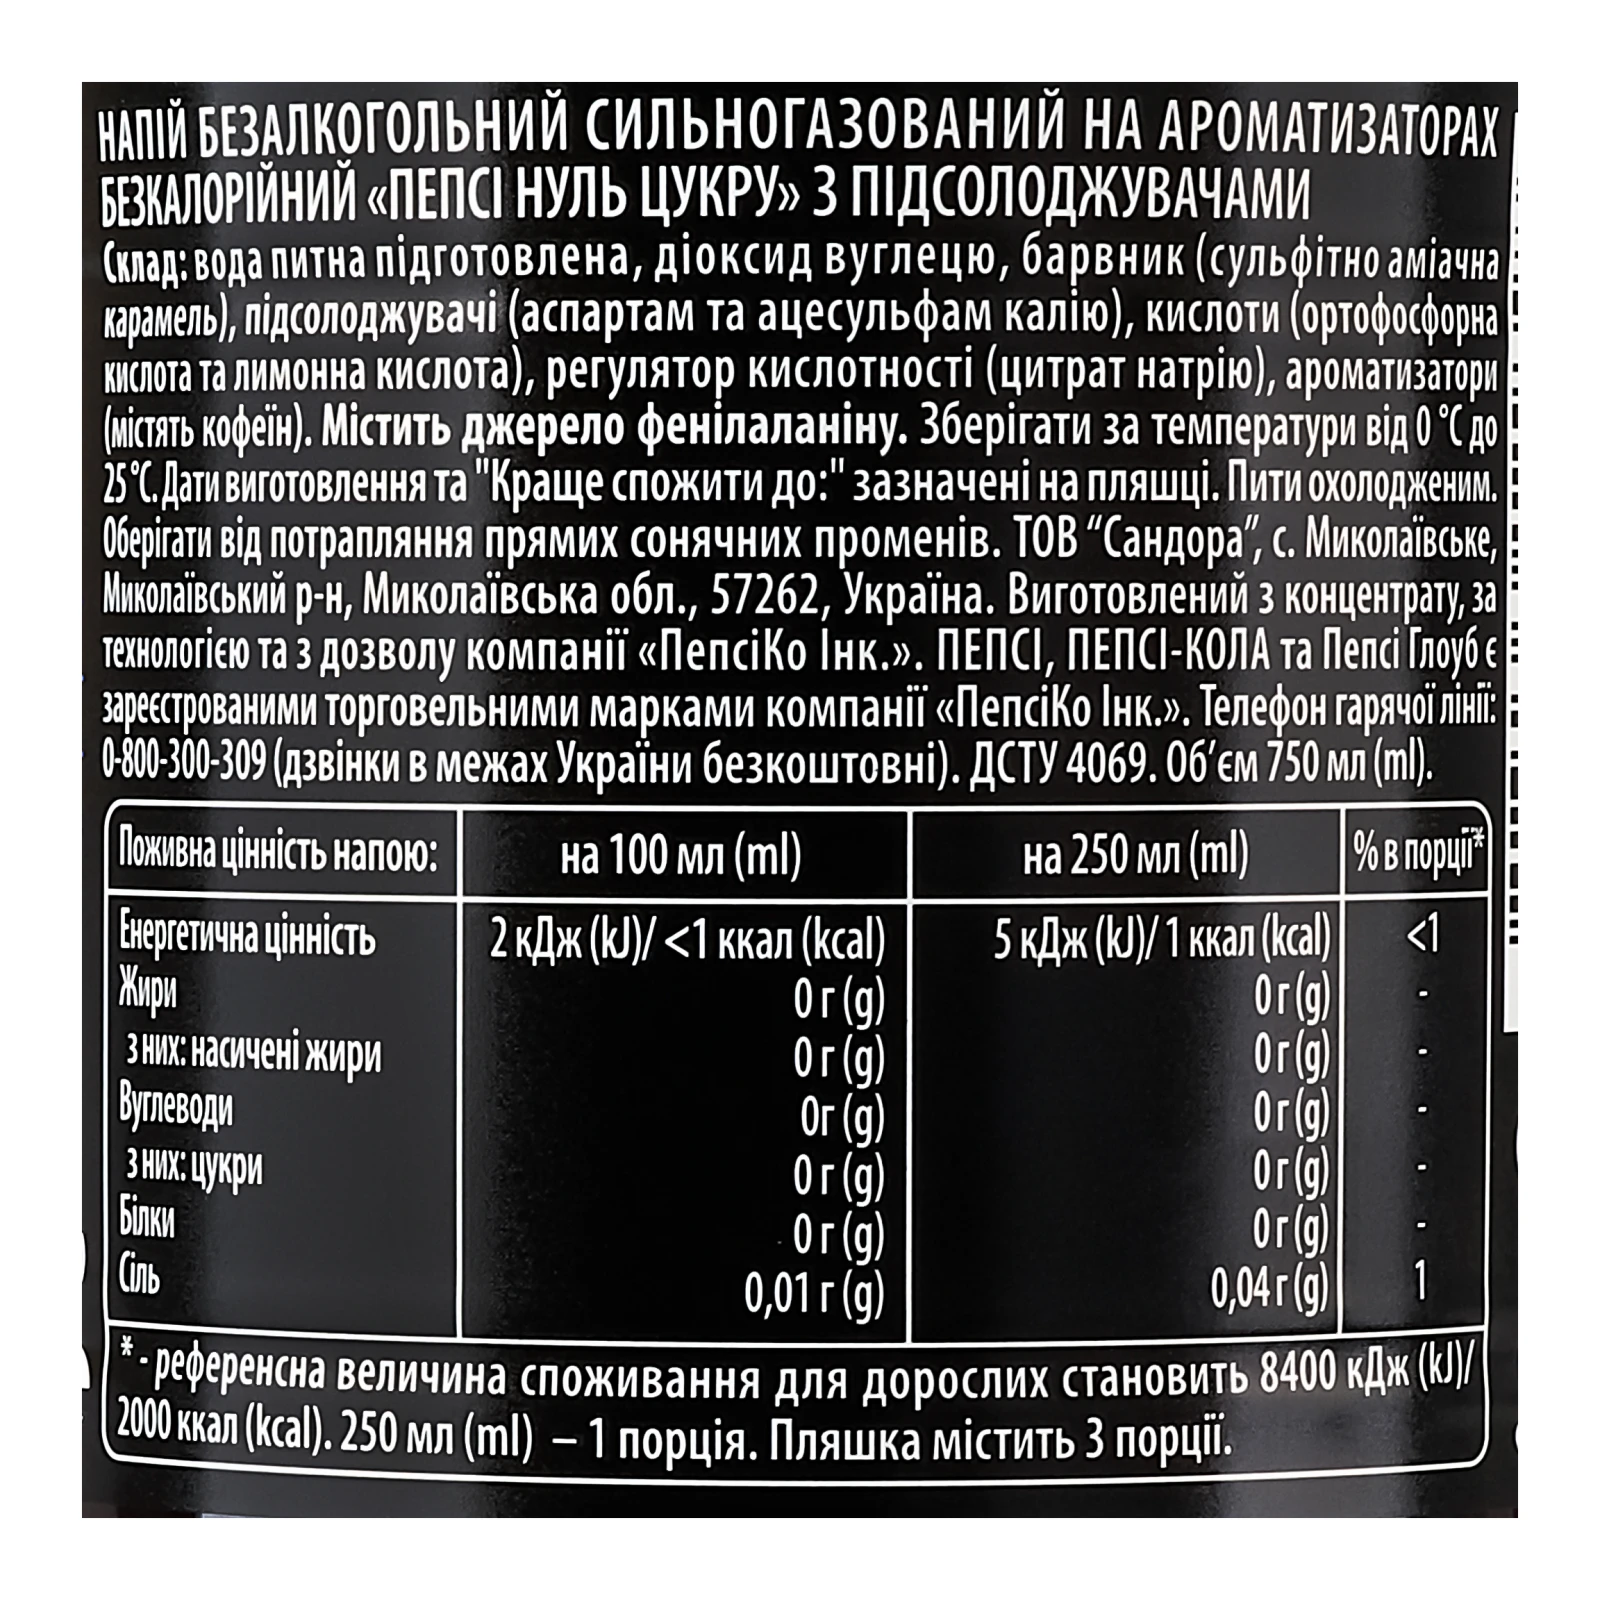 НАПІЙ БЕЗАЛКОГОЛЬНИЙ СИЛЬНОГАЗОВАНИЙ НА АРОМАТИЗАТОРАХ
БЕЗКАЛОРІЙНИЙ «ПЕПСІ НУЛЬ ЦУКРУ» З ПІДСОЛОДЖУВАЧАМИ
Склад: вода питна підготовлена, діоксид вуглецю, барвник (сульфітно аміачна
карамель), підсолоджувачі (аспартам та ацесульфам калію), кислоти (ортофосфорна
кислота та лимонна кислота), регулятор кислотності (цитрат натрію), ароматизатори
(містять кофеїн). Містить джерело фенілаланіну. Зберігати за температури від 0 °C до
25 °C. Дати виготовлення та "Краще спожити до:" зазначені на пляшці. Пити охолодженим.
Оберігати від потрапляння прямих сонячних променів. ТОВ “Сандора”, с. Миколаївське,
Миколаївський р-н, Миколаївська обл., 57262, Україна. Виготовлений з концентрату, за
технологією та з дозволу компанії «ПепсіКо Інк.». ПЕПСІ, ПЕПСІ-КОЛА та Пепсі Глоуб є
зареєстрованими торговельними марками компанії «ПепсіКо Інк.». Телефон гарячої лінії:
0-800-300-309 (дзвінки в межах України безкоштовні). ДСТУ 4069. Об’єм 750 мл (ml).
Поживна цінність напою: на 100 мл (ml) на 250 мл (ml) % в порції*
Енергетична цінність 2 кДж (kJ)/ <1 ккал (kcal) 5 кДж (kJ)/ 1 ккал (kcal) <1
Жири 0 г (g) 0 г (g) -
з них: насичені жири 0 г (g) 0 г (g) -
Вуглеводи 0г (g) 0 г (g) -
з них: цукри 0 г (g) 0 г (g) -
Білки 0 г (g) 0 г (g) -
Сіль 0,01 г (g) 0,04 г (g) 1
* - референсна величина споживання для дорослих становить 8400 кДж (kJ)/
2000 ккал (kcal). 250 мл (ml) – 1 порція. Пляшка містить 3 порції.